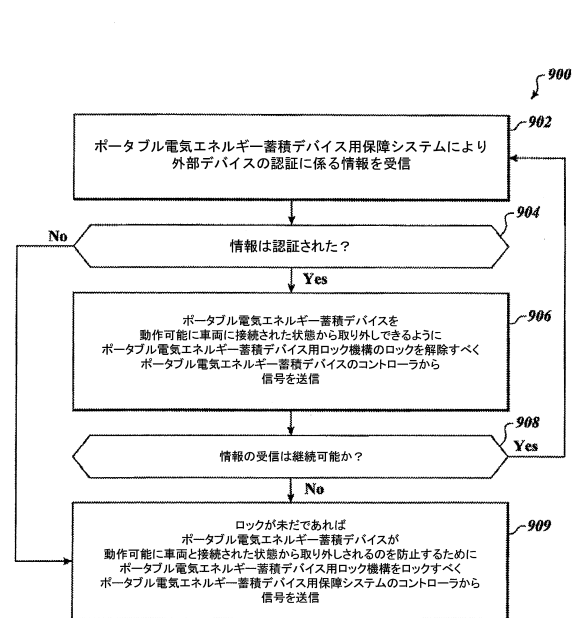 900
902
ポータブル電気エネルギー蓄積デバイス用保障システムにより
外部デバイスの認証に係る情報を受信
904
No
情報は認証された？
Yes
906
ポータブル電気エネルギー蓄積デバイスを
動作可能に車両に接続された状態から取り外しできるように
ポータブル電気エネルギー蓄積デバイス用ロック機構のロックを解除すべく
ポータブル電気エネルギー蓄積デバイスのコントローラから
信号を送信
908
情報の受信は継続可能か？
Yes
No
909
ロックが未だであれば
ポータブル電気エネルギー蓄積デバイスが
動作可能に車両と接続された状態から取り外しされるのを防止するために
ポータブル電気エネルギー蓄積デバイス用ロック機構をロックすべく
ポータブル電気エネルギー蓄積デバイス用保障システムのコントローラから
信号を送信